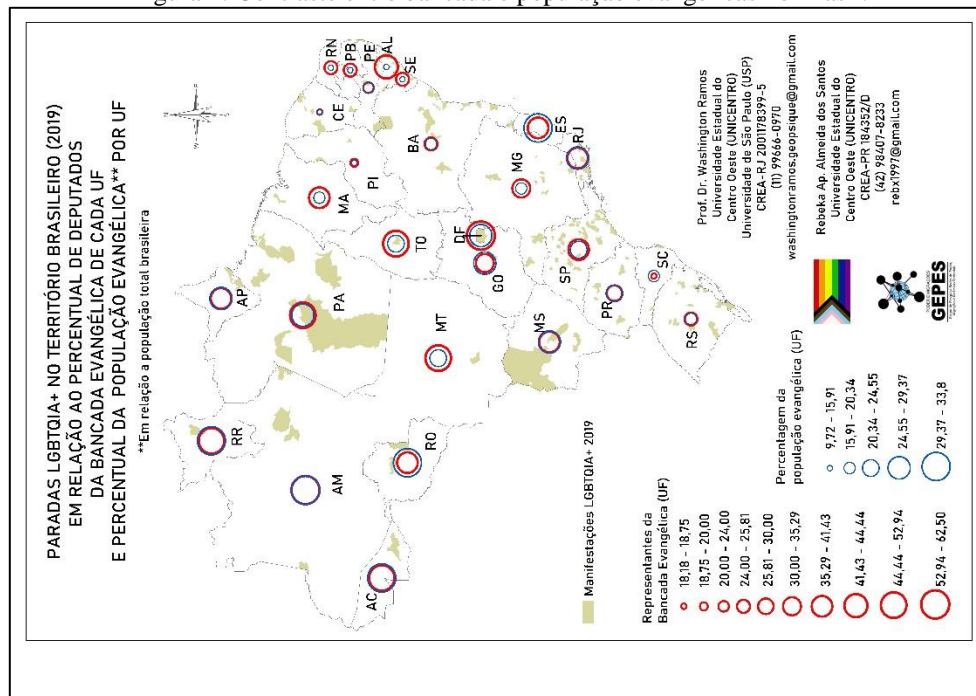 Figura Contraste entre bancada e população evangélicas no Brasil.
PARADAS LGBTQIA+ NO TERRITÓRIO BRASILEIRO (2019)
EM RELAÇÃO AO PERCENTUAL DE DEPUTADOS
DA BANCADA EVANGÉLICA DE CADA UF
E PERCENTUAL DA POPULAÇÃO EVANGÉLICA** POR UF
**Em relação a população total brasileira
RR
AP
AM
PA
MA
CE
RN
PB
PE
AL
SE
PI
AC
RO
TO
BA
MT
DF
GO
MG
ES
RJ
MS
SP
PR
SC
RS
Manifestações LGBTQIA+ 2019
Representantes da
Bancada Evangélica (UF)
18,18 - 18,75
18,75 - 20,00
20,00 - 24,00
24,00 - 25,81
25,81 - 30,00
30,00 - 35,29
35,29 - 41,43
41,43 - 44,44
44,44 - 52,94
52,94 - 62,50
Percentagem da
população evangélica (UF)
9,72 - 15,91
15,91 - 20,34
20,34 - 24,55
24,55 - 29,37
29,37 - 33,8
Prof. Dr. Washington Ramos
Universidade Estadual do
Centro Oeste (UNICENTRO)
Universidade de São Paulo (USP)
CREA-RJ 2001178399-5
(11) 99666-0970
washingtonramos.geopsique@gmail.com
Rebeka Ap. Almeida dos Santos
Universidade Estadual do
Centro Oeste (UNICENTRO)
CREA-PR 184352/D
(42) 98407-8233
rebx1997@gmail.com
GEPES